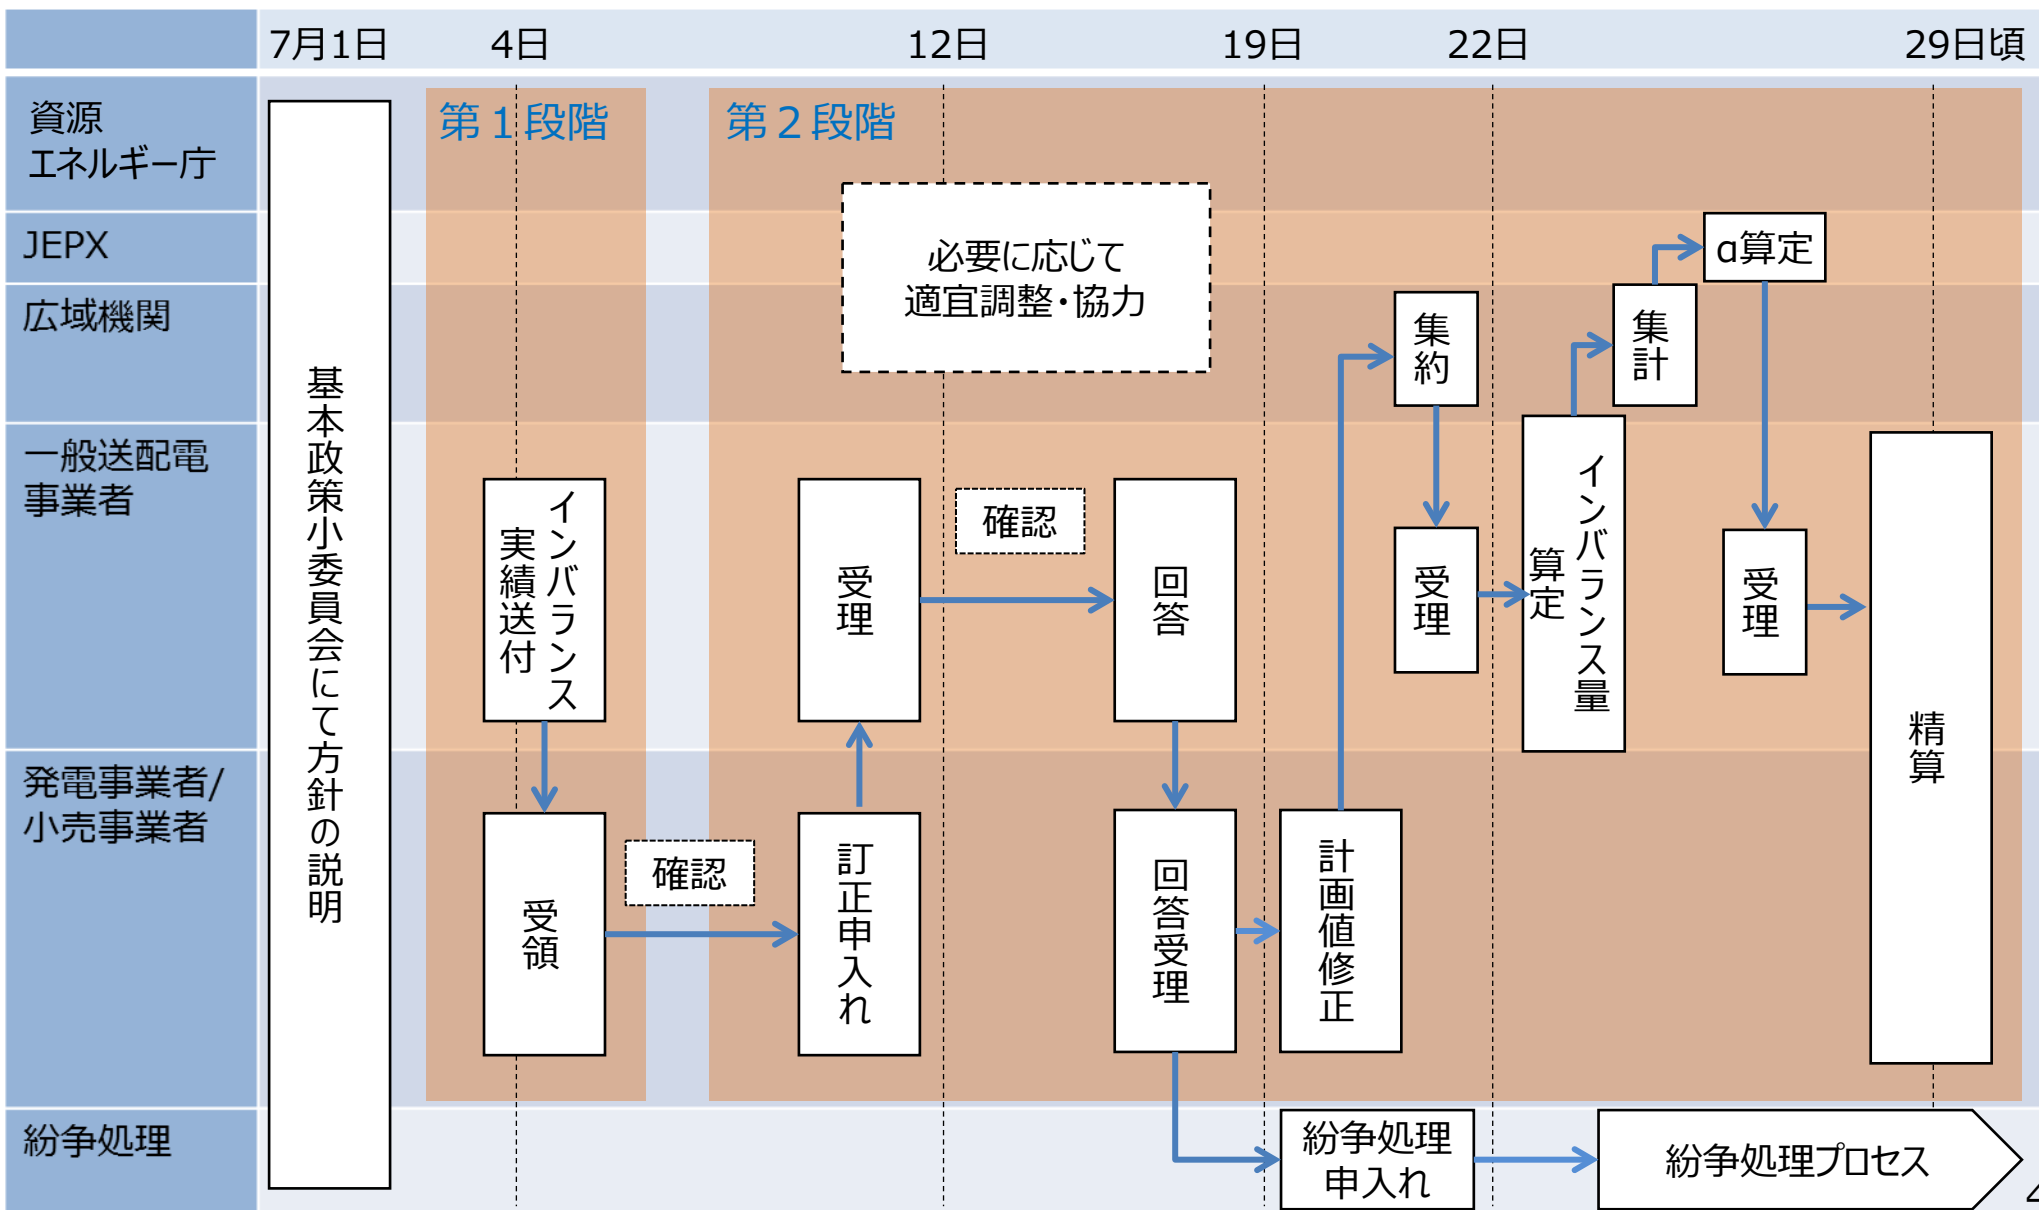 7月1日
4日
12日
19日
22日
29日頃
資源
エネルギー庁
JEPX
広域機関
一般送配電
事業者
発電事業者/
小売事業者
紛争処理
基本政策小委員会にて方針の説明
第1段階
第2段階
インバランス
実績送付
受領
確認
訂正申入れ
受理
必要に応じて
適宜調整・協力
確認
回答
回答受理
計画値修正
集約
受理
インバランス量
算定
集計
α算定
受理
精算
紛争処理
申入れ
紛争処理プロセス